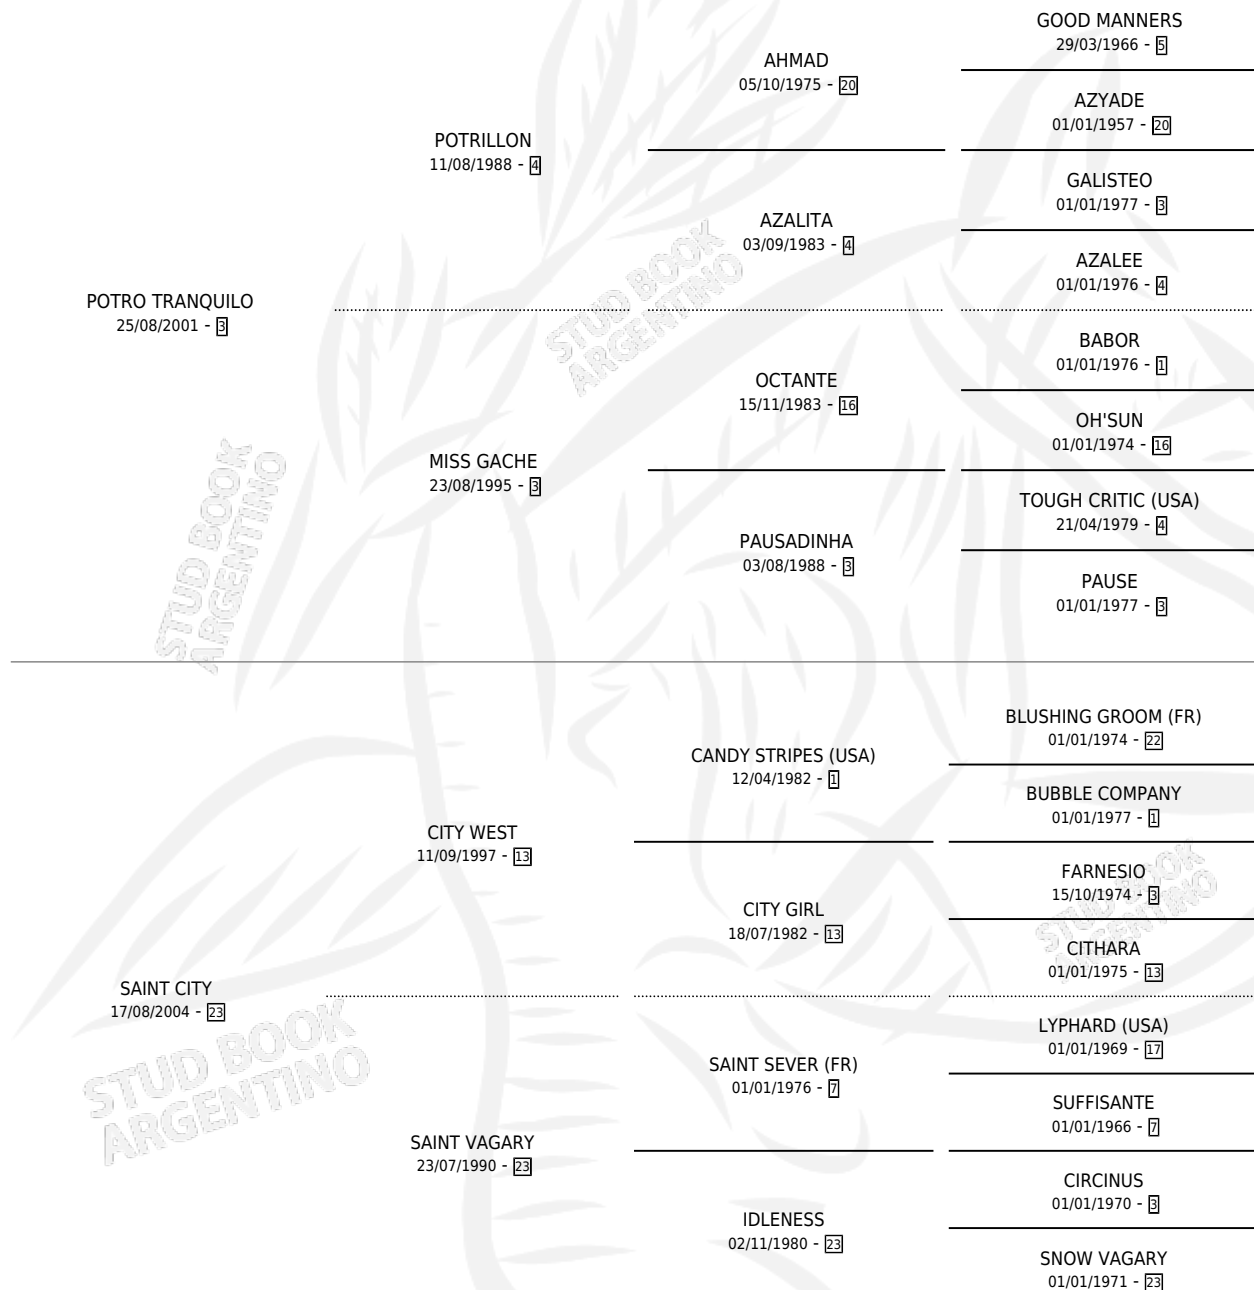 GOOD MANNERS
29/03/1966 - 5
AHMAD
05/10/1975 - 20
AZYADE
01/01/1957 - 20
POTRILLON
11/08/1988 - 4
GALISTEO
01/01/1977 - 3
AZALITA
03/09/1983 - 4
AZALEE
01/01/1976 - 4
STUD BOOK
ARGENTINO
POTRO TRANQUILO
25/08/2001 - 3
BABOR
01/01/1976 - 1
OCTANTE
15/11/1983 - 16
OH'SUN
01/01/1974 - 16
MISS GACHE
23/08/1995 - 3
TOUGH CRITIC (USA)
21/04/1979 - 4
PAUSADINHA
03/08/1988 - 3
PAUSE
01/01/1977 - 3
STUD BOOK
ARGENTINO
BLUSHING GROOM (FR)
01/01/1974 - 22
CANDY STRIPES (USA)
12/04/1982 - 1
BUBBLE COMPANY
01/01/1977 - 1
CITY WEST
11/09/1997 - 13
FARNESIO
15/10/1974 - 3
CITY GIRL
18/07/1982 - 13
CITHARA
01/01/1975 - 13
STUD BOOK
ARGENTINO
SAINT CITY
17/08/2004 - 23
LYPHARD (USA)
01/01/1969 - 17
SAINT SEVER (FR)
01/01/1976 - 7
SUFFISANTE
01/01/1966 - 7
STUD BOOK
ARGENTINO
SAINT VAGARY
23/07/1990 - 23
CIRCINUS
01/01/1970 - 3
IDLENESS
02/11/1980 - 23
SNOW VAGARY
01/01/1971 - 23